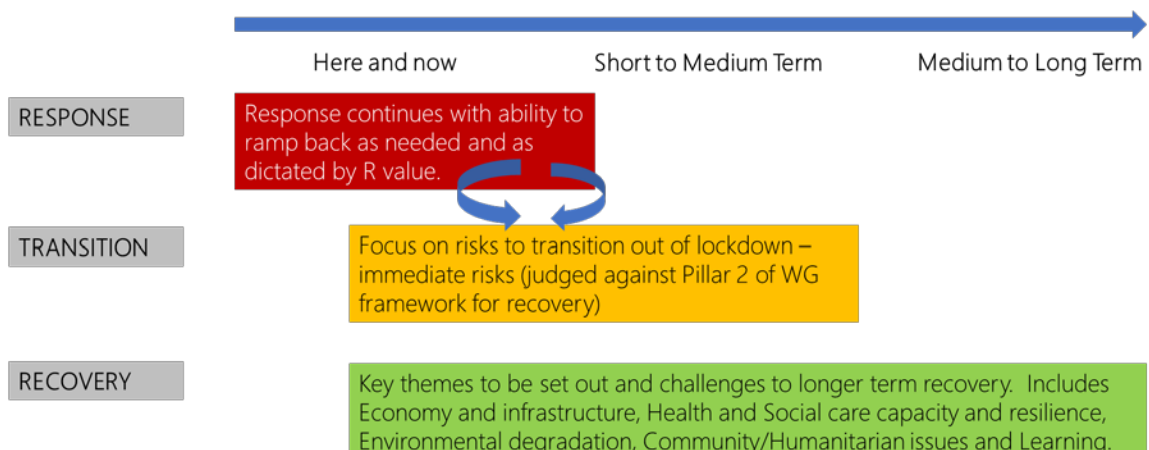 Here and now
Short to Medium Term
Medium to Long Term
RESPONSE
Response continues with ability to
ramp back as needed and as
dictated by R value.
TRANSITION
Focus on risks to transition out of lockdown –
immediate risks (judged against Pillar 2 of WG
framework for recovery)
RECOVERY
Key themes to be set out and challenges to longer term recovery. Includes
Economy and infrastructure, Health and Social care capacity and resilience,
Environmental degradation, Community/Humanitarian issues and Learning.